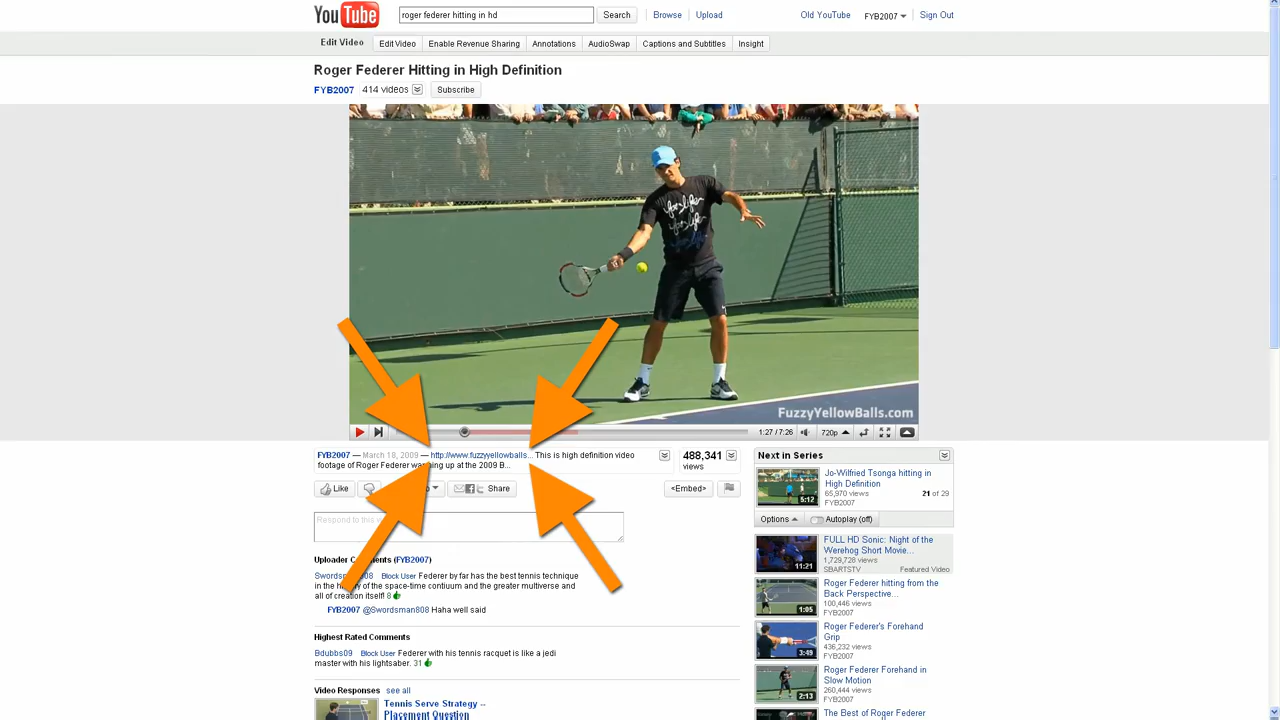 YouTube
roger federer hitting in hd
Search
Browse
Upload
Old YouTube
FYB2007
Sign Out
Edit Video
Edit Video
Enable Revenue Sharing
Annotations
AudioSwap
Captions and Subtitles
Insight
Roger Federer Hitting in High Definition
FYB2007 414 videos
Subscribe
FuzzyYellowBalls.com
1:27 / 7:26
720p
FYB2007 — March 18, 2009 — http://www.fuzzyyellowballs... This is high definition video
footage of Roger Federer up at the 2009 B...
488,341
views
Like
Share
<Embed>
Respond to this
Uploader Comments (FYB2007)
Block User Federer by far has the best tennis technique
in the of the space-time contiuum and the greater multiverse and
all of creation itself! 8
FYB2007 @Swordsman808 Haha well said
Highest Rated Comments
Bdubbs09 Block User Federer with his tennis racquet is like a jedi
master with his lightsaber. 31
Video Responses see all
Tennis Serve Strategy --
Placement Question
Next in Series
5:12
Jo-Wilfried Tsonga hitting in
High Definition
65,970 views
21 of 29
FYB2007
Options
Autoplay (off)
11:21
FULL HD Sonic: Night of the
Werehog Short Movie...
1,729,728 views
SBARTSTV
Featured Video
1:05
Roger Federer hitting from the
Back Perspective...
100,446 views
FYB2007
3:49
Roger Federer's Forehand
Grip
436,232 views
FYB2007
2:13
Roger Federer Forehand in
Slow Motion
260,444 views
FYB2007
The Best of Roger Federer